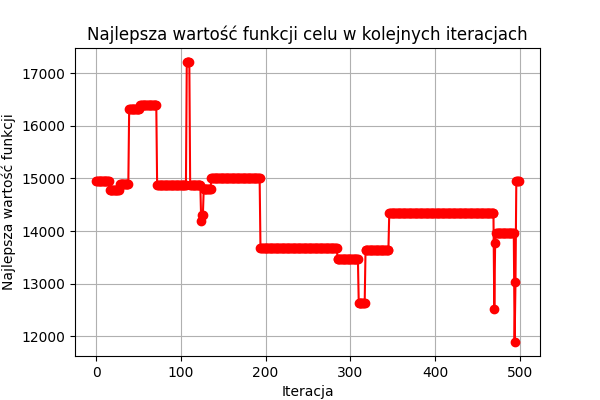 Najlepsza wartość funkcji celu w kolejnych iteracjach
Najlepsza wartość funkcji
17000
16000
15000
14000
13000
12000
0 100 200 300 400 500
Iteracja